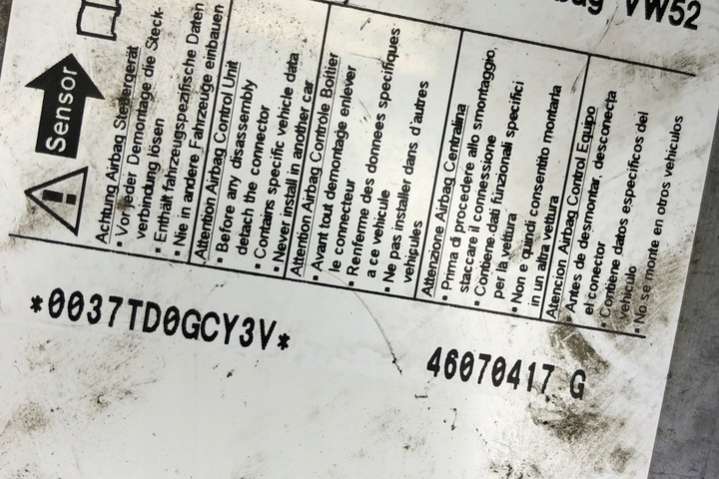 VW52
Sensor
Achtung Airbag Steuergerät
• Vor jeder Demontage die Steck-
verbindung lösen
• Enthält fahrzeugspezifische Daten
• Nie in andere Fahrzeuge einbauen
Attention Airbag Control Unit
• Before any disassembly
detach the connector
• Contains specific vehicle data
• Never install in another car
Attention Airbag Controle Boitier
• Avant tout demontage enlever
le connecteur
• Renferme des donnees specifiques
a ce vehicule
• Ne pas installer dans d'autres
vehipules
Attenzione Airbag Centralina
• Prima di procedere allo smontaggio
staccare il connessione
• Contiene dati funzionali specifici
per la vettura
• Non e quindi consentito montarla
in un altra vettura
Atencion Airbag Control Equipo
• Antes de desmontar, desconecta
el conector
• Contiene datos especificos del
vehiculo
• No se monte en otros vehiculos
*0037TD0GCY3V*
46070417 G